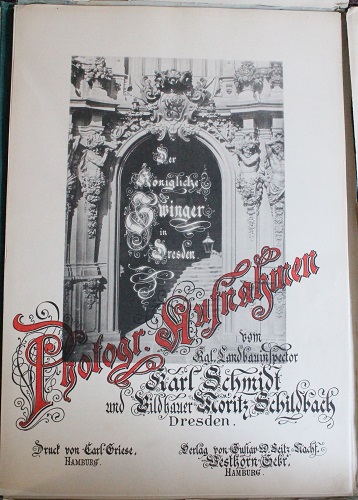 Der
Königliche
Zwinger
in
Dresden
Photogr. Aufnahmen
vom
Kgl. Landbauinspector
Karl Schmidt
und Bildhauer Moritz Schildbach
Dresden.
Druck von Carl Griese.
HAMBURG.
Verlag von Gustav W. Seitz Nachf.
Besthorn Gebr.
HAMBURG.